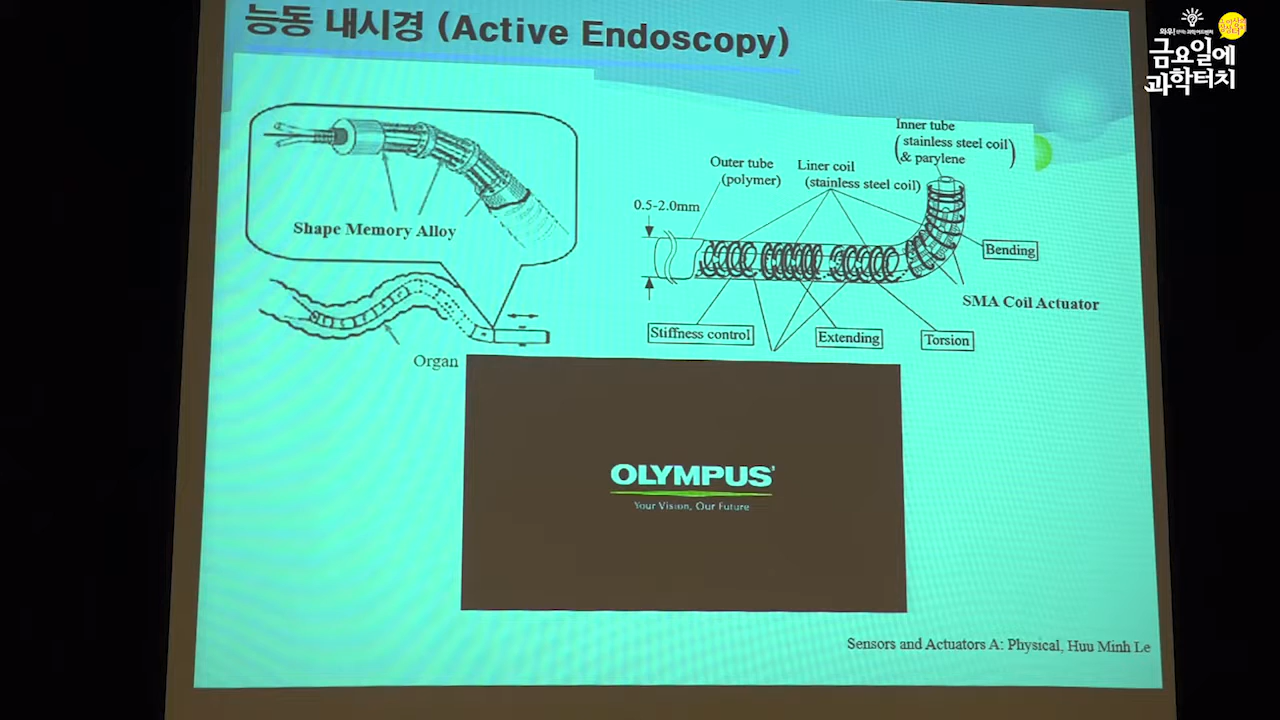 능동 내시경 (Active Endoscopy)
금요일에
과학터치
Shape Memory Alloy
Organ
Inner tube
(stainless steel coil
& parylene)
Outer tube
(polymer)
Liner coil
(stainless steel coil)
0.5-2.0mm
Bending
SMA Coil Actuator
Stiffness control
Extending
Torsion
OLYMPUS
Your Vision, Our Future
Sensors and Actuators A: Physical, Huu Minh Le